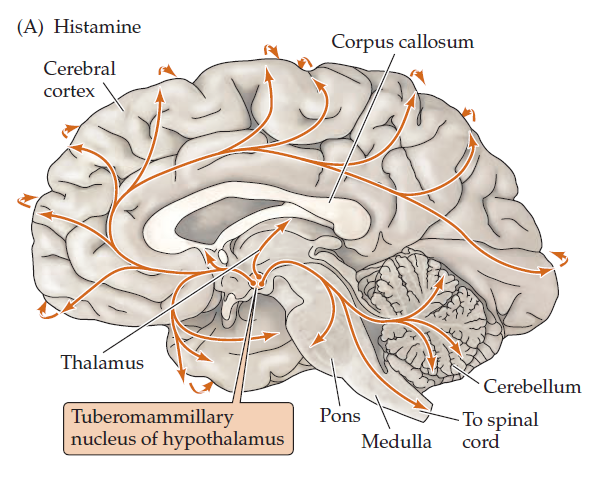 (A) Histamine
Corpus callosum
Cerebral
cortex
Thalamus
Tuberomammillary
nucleus of hypothalamus
Pons
Medulla
Cerebellum
To spinal
cord